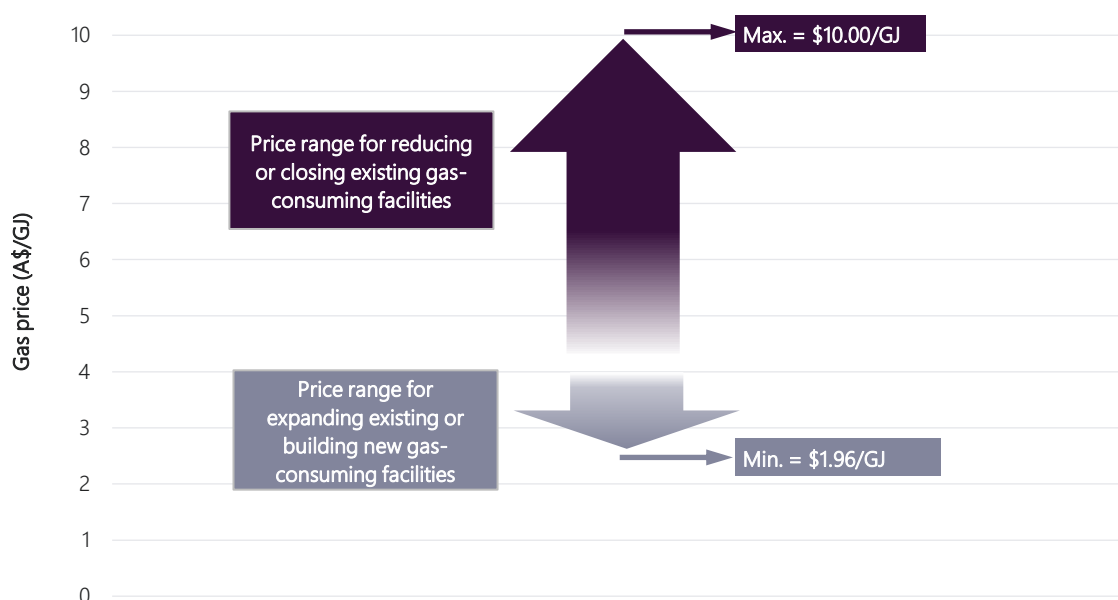 10
Max. = $10.00/GJ
9
8
Price range for reducing
or closing existing gas-
consuming facilities
7
6
Gas price (A$/GJ)
5
4
Price range for
expanding existing or
building new gas-
consuming facilities
3
Min. = $1.96/GJ
2
1
0